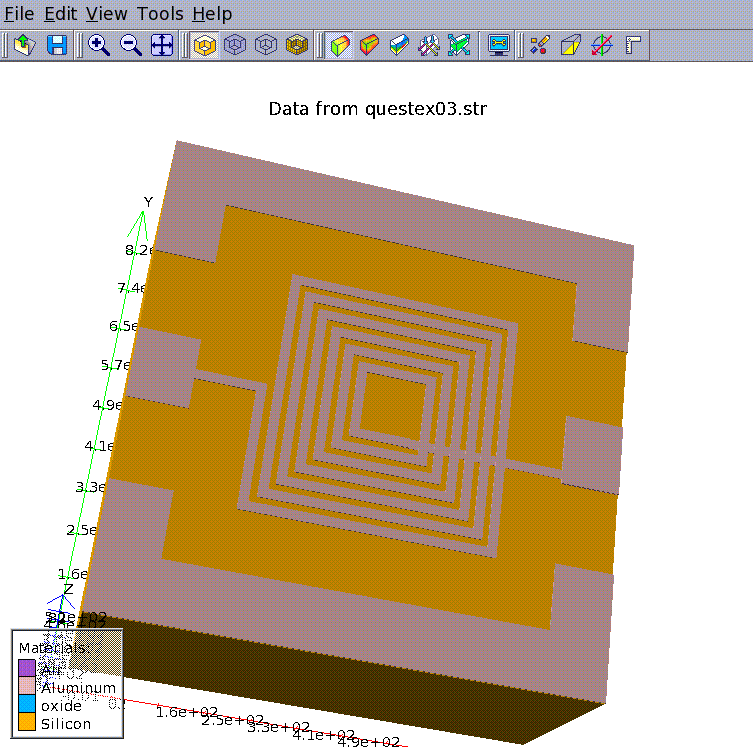 File Edit View Tools Help
Data from questex03.str
Y
8.2e
7.4e
6.5e
5.7e
4.9e
4.1e
3.3e
2.5e
1.6e
Z
Materials:
Air
Aluminum
oxide
Silicon
1.6e+02
2.5e+02
3.3e+02
4.1e+02
4.9e+02